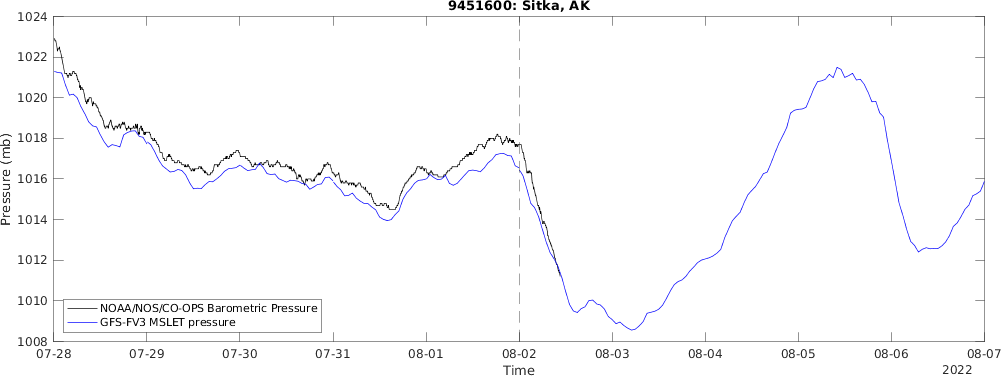 9451600: Sitka, AK
Pressure (mb)
1024
1022
1020
1018
1016
1014
1012
1010
1008
NOAA/NOS/CO-OPS Barometric Pressure
GFS-FV3 MSLET pressure
07-28 07-29 07-30 07-31 08-01 08-02 08-03 08-04 08-05 08-06 08-07
Time
2022